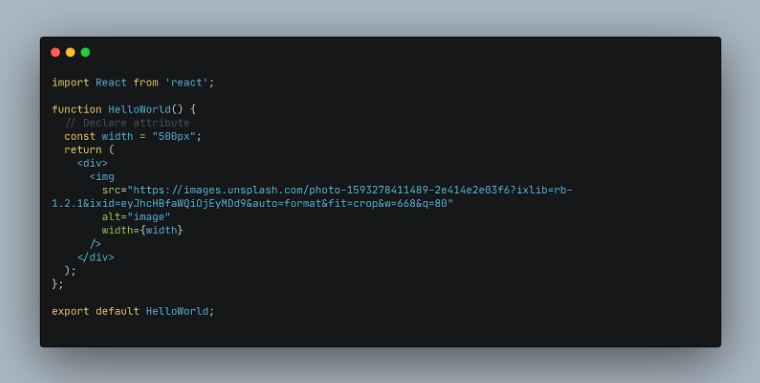 import React from 'react';
function HelloWorld() {
// Declare attribute
const width = "500px";
return (
<div>
<img
src="https://images.unsplash.com/photo-1593278411489-2e414e2e03f6?ixlib=rb-
1.2.1&ixid=eyJhcHBfaWQiOjEyMDd9&auto=format&fit=crop&w=668&q=80"
alt="image"
width={width}
/>
</div>
);
};
export default HelloWorld;